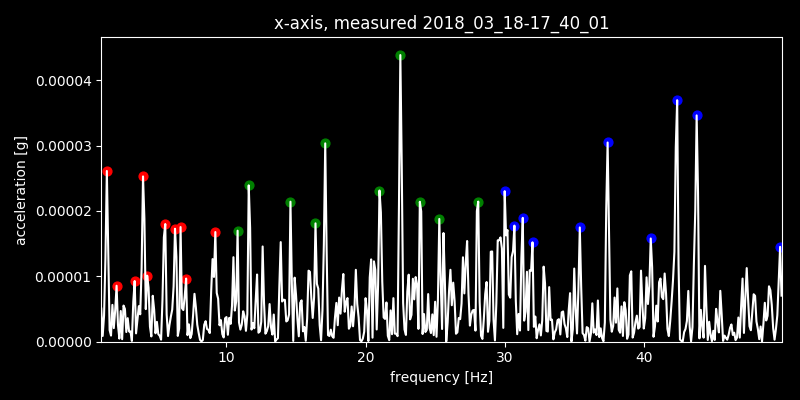 x-axis, measured 2018_03_18-17_40_01
0.00004
0.00003
0.00002
0.00001
0.00000
acceleration [g]
10 20 30 40
frequency [Hz]